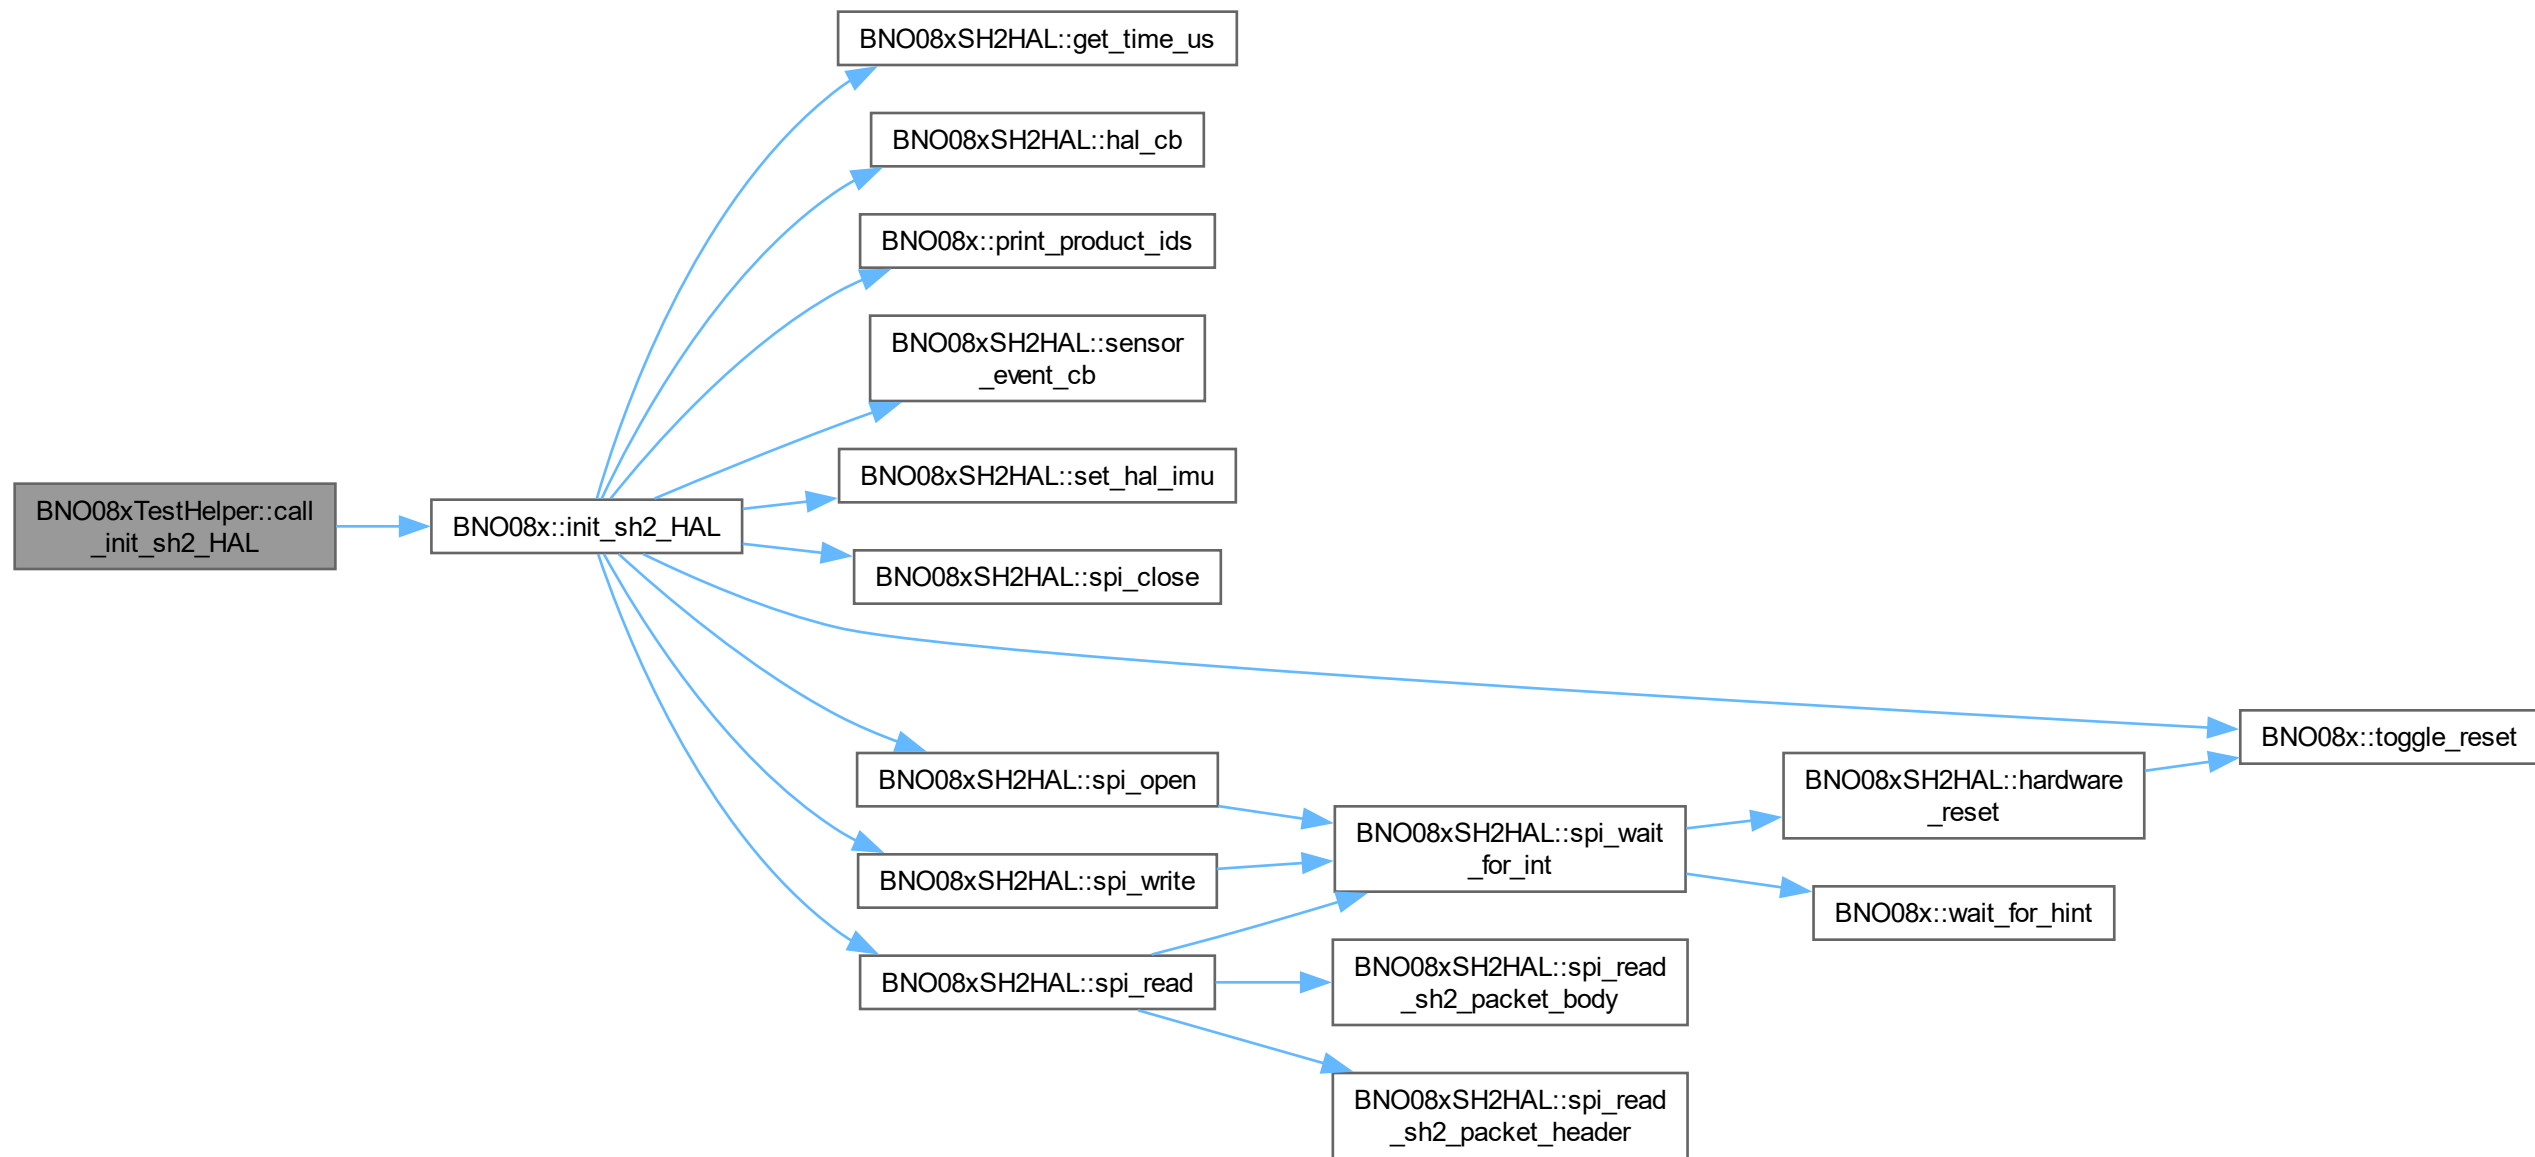 BNO08xSH2HAL::get_time_us
BNO08xSH2HAL::hal_cb
BNO08x::print_product_ids
BNO08xSH2HAL::sensor
_event_cb
BNO08xSH2HAL::set_hal_imu
BNO08xTestHelper::call
_init_sh2_HAL
BNO08x::init_sh2_HAL
BNO08xSH2HAL::spi_close
BNO08x::toggle_reset
BNO08xSH2HAL::spi_open
BNO08xSH2HAL::hardware
_reset
BNO08xSH2HAL::spi_wait
_for_int
BNO08xSH2HAL::spi_write
BNO08x::wait_for_hint
BNO08xSH2HAL::spi_read
BNO08xSH2HAL::spi_read
_sh2_packet_body
BNO08xSH2HAL::spi_read
_sh2_packet_header